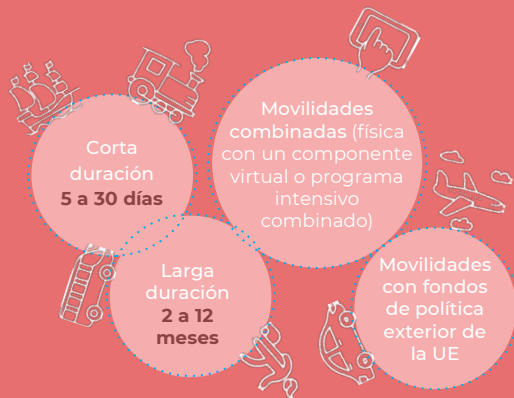 Corta
duración
5 a 30 días
Movilidades
combinadas (física
con un componente
virtual o programa
intensivo
combinado)
Larga
duración
2 a 12
meses
Movilidades
con fondos
de política
exterior de
la UE